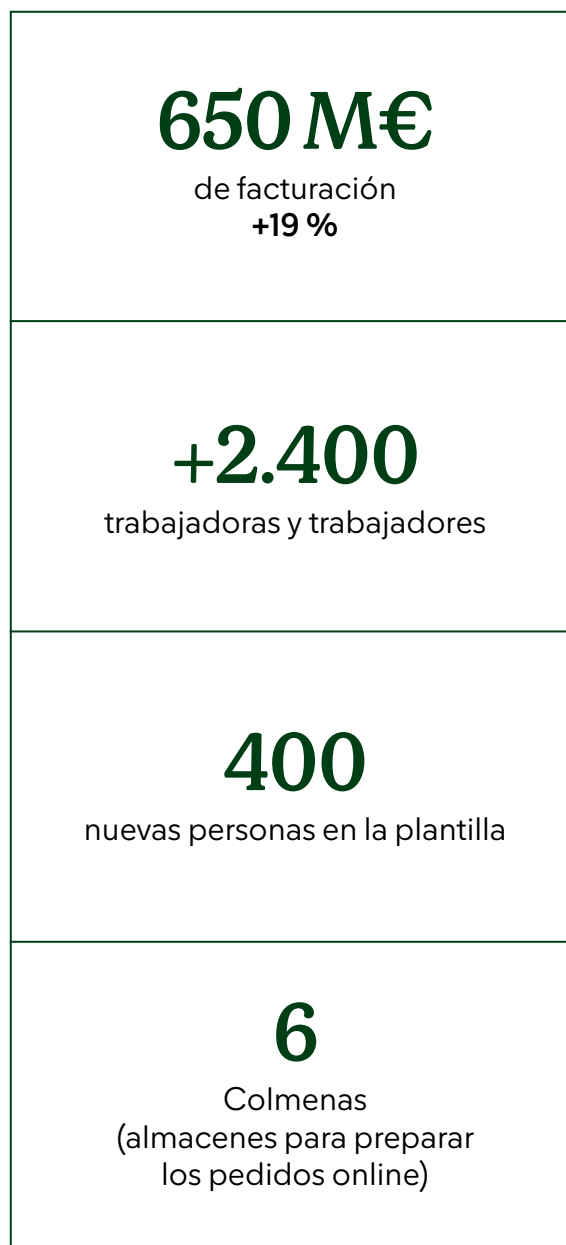 650 M€
de facturación
+19 %
+2.400
trabajadoras y trabajadores
400
nuevas personas en la plantilla
6
Colmenas
(almacenes para preparar
los pedidos online)